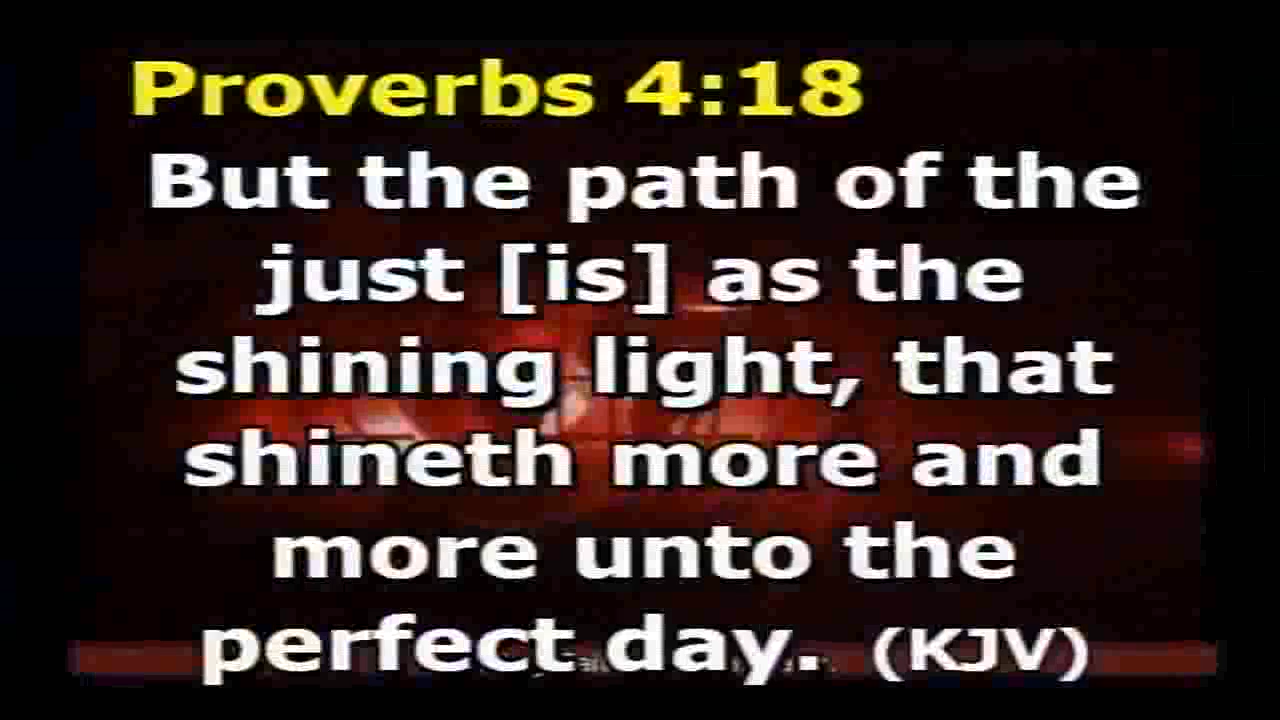 Proverbs 4:18
But the path of the
just [is] as the
shining light, that
shineth more and
more unto the
perfect day. (KJV)